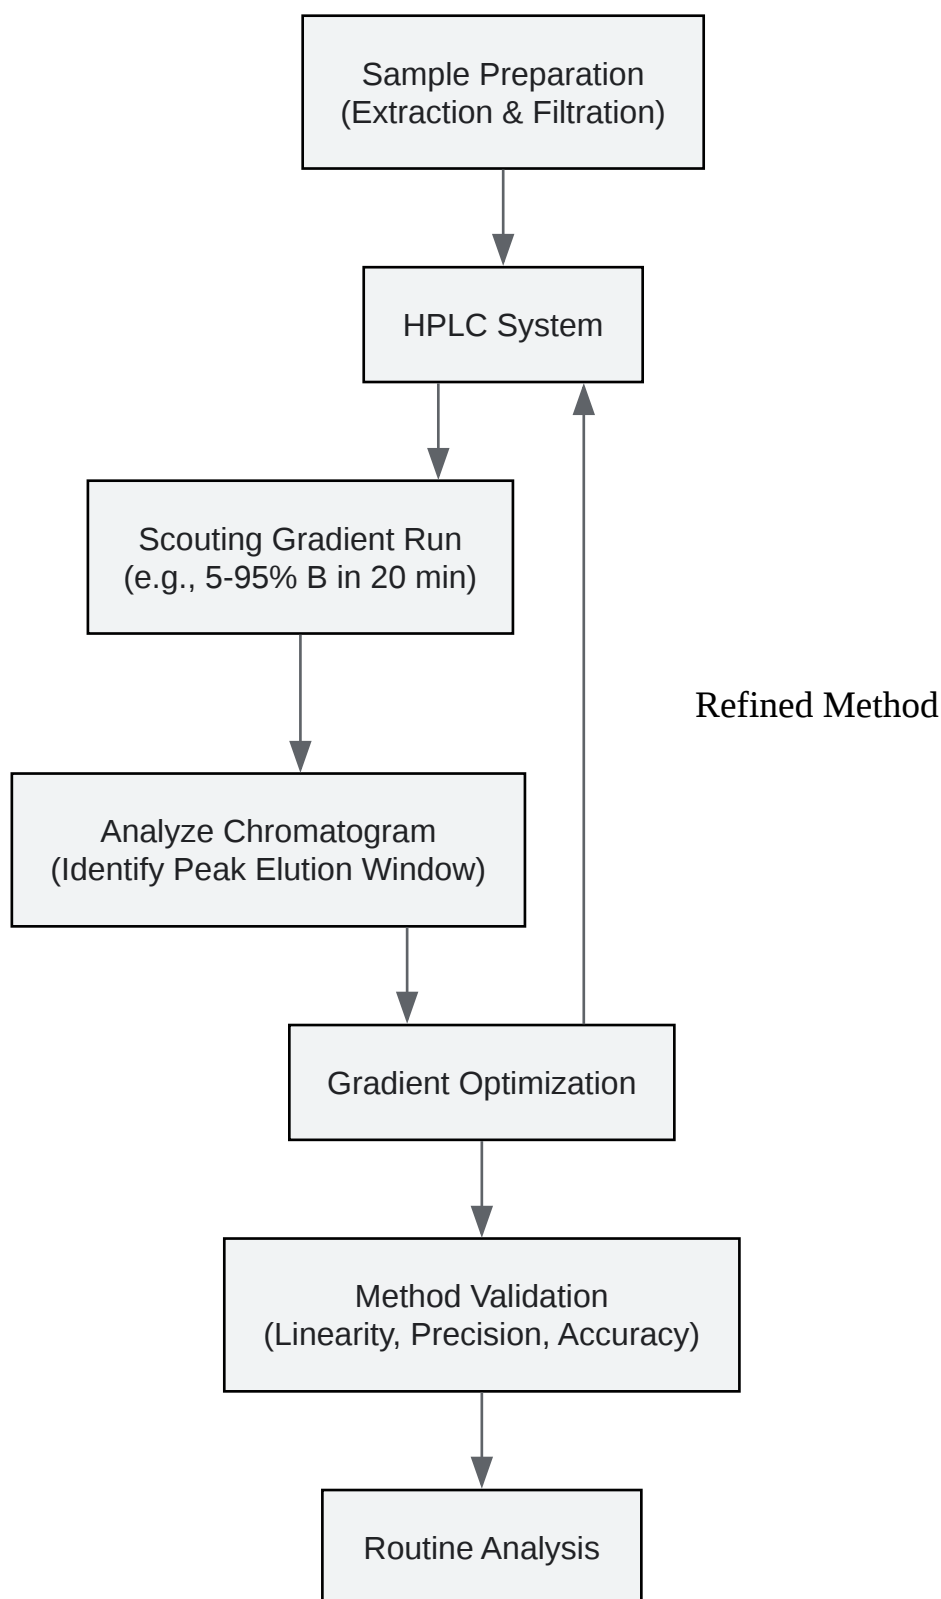 Sample Preparation
(Extraction & Filtration)
HPLC System
Scouting Gradient Run
(e.g., 5-95% B in 20 min)
Refined Method
Analyze Chromatogram
(Identify Peak Elution Window)
Gradient Optimization
Method Validation
(Linearity, Precision, Accuracy)
Routine Analysis